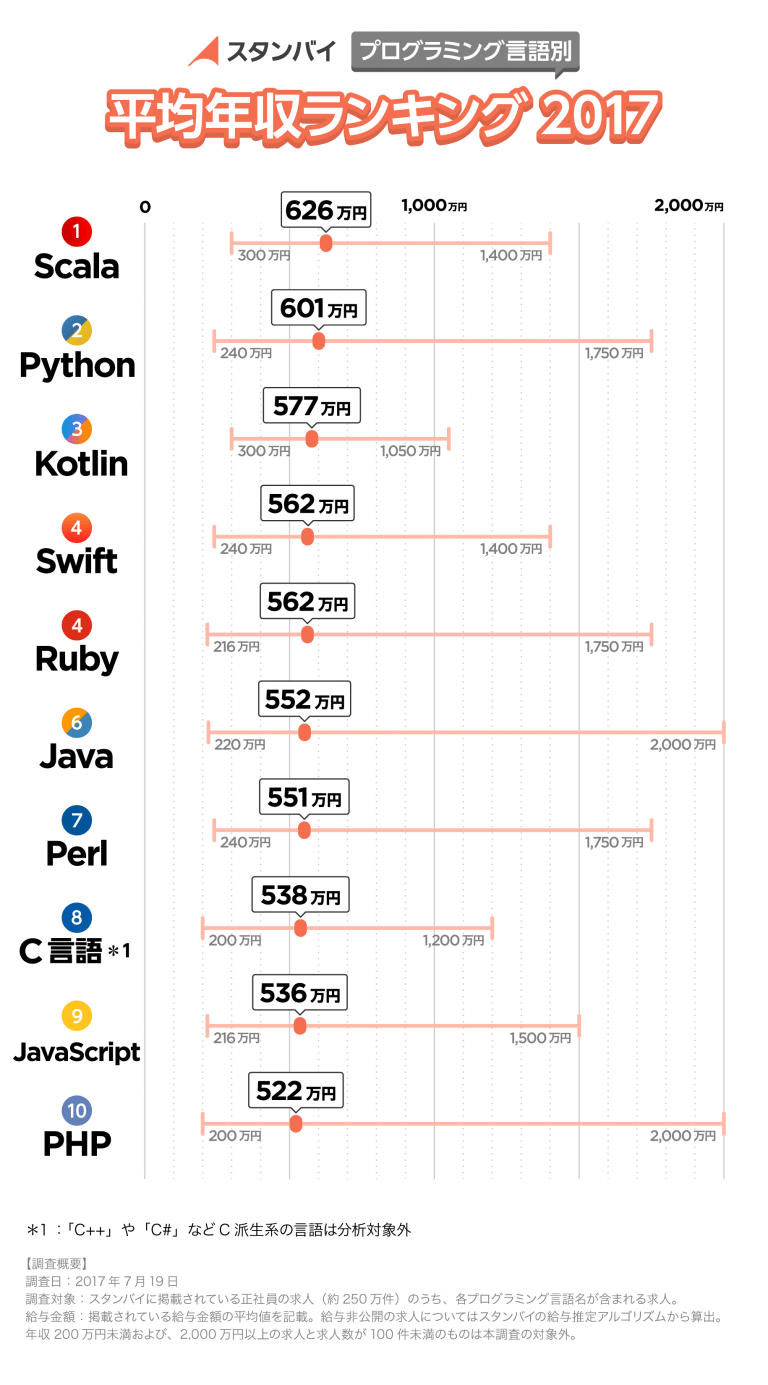 スタンバイ プログラミング言語別
平均年収ランキング 2017
0 1,000万円 2,000万円
626万円
1
300万円 1,400万円
Scala
601万円
2
240万円 1,750万円
Python
577万円
3
300万円 1,050万円
Kotlin
562万円
4
240万円 1,400万円
Swift
562万円
4
216万円 1,750万円
Ruby
552万円
6
220万円 2,000万円
Java
551万円
7
240万円 1,750万円
Perl
538万円
8
200万円 1,200万円
C 言語 *1
536万円
9
216万円 1,500万円
JavaScript
522万円
10
200万円 2,000万円
PHP
*1 :「C++」や「C#」など C 派生系の言語は分析対象外
【調査概要】
調査日:2017 年 7 月 19 日
調査対象:スタンバイに掲載されている正社員の求人(約 250 万件)のうち、各プログラミング言語名が含まれる求人。
給与金額:掲載されている給与金額の平均値を記載。給与非公開の求人についてはスタンバイの給与推定アルゴリズムから算出。
年収 200 万円未満および、2,000 万円以上の求人と求人数が 100 件未満のものは本調査の対象外。